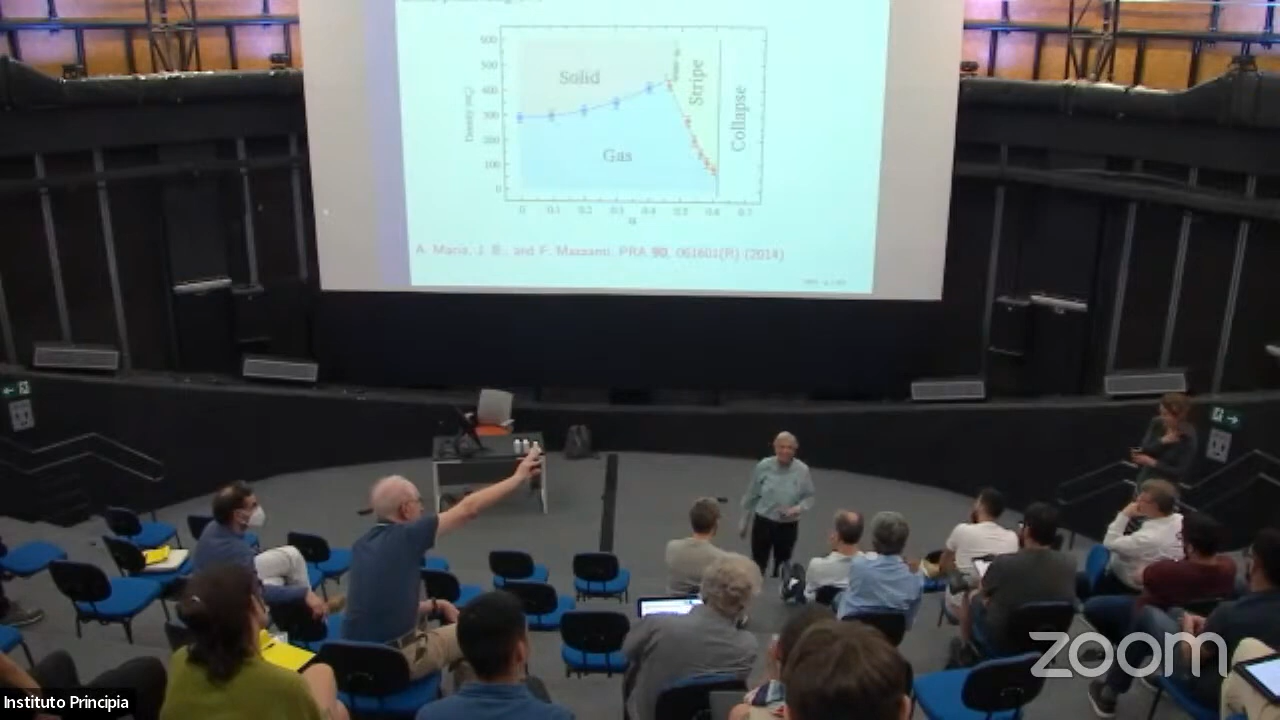 500
500
400
300
200
100
0
Solid
Gas
Stripe
Collapse
0 0.1 0.2 0.3 0.4 0.5 0.6 0.7
A. Macia, J. B., and F. Mazzanti, PRA 90, 061601(R) (2014)
zoom
Instituto Principia